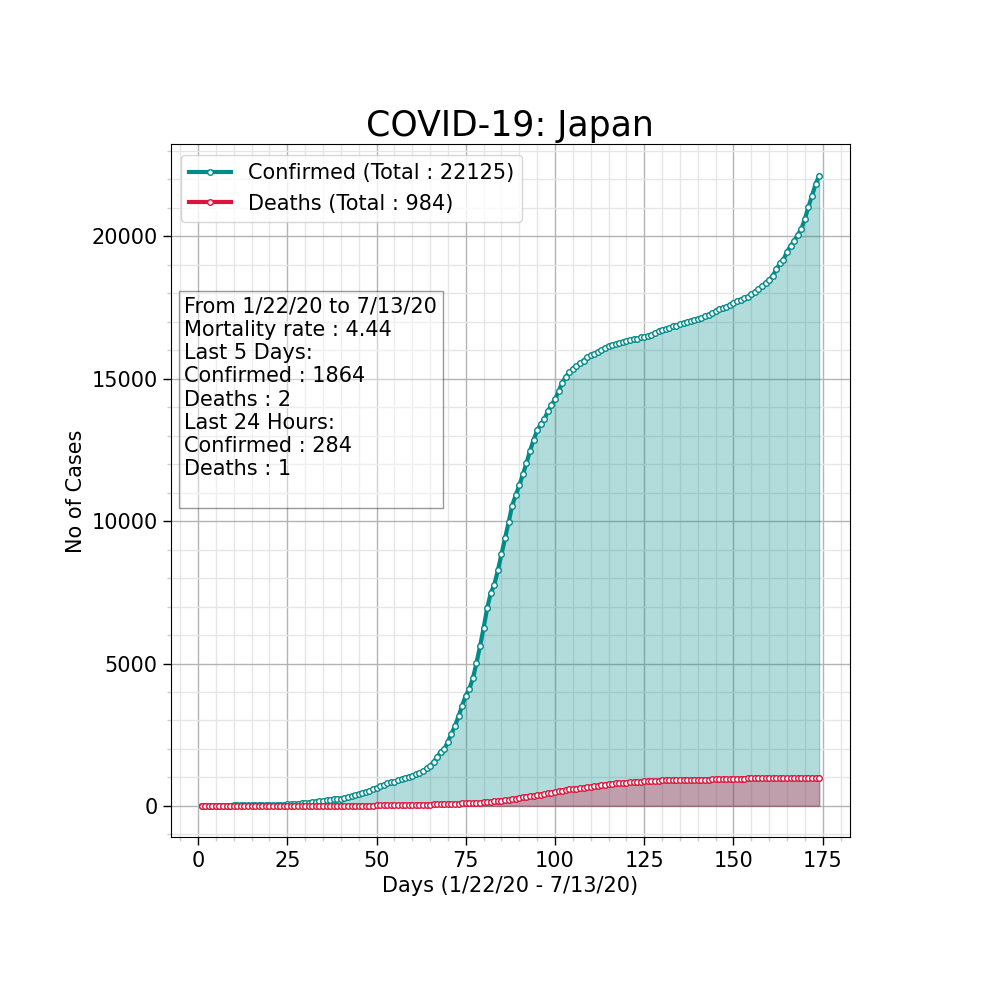 COVID-19: Japan
Confirmed (Total : 22125)
Deaths (Total : 984)
From 1/22/20 to 7/13/20
Mortality rate : 4.44
Last 5 Days:
Confirmed : 1864
Deaths : 2
Last 24 Hours:
Confirmed : 284
Deaths : 1
No of Cases
20000
15000
10000
5000
0
0 25 50 75 100 125 150 175
Days (1/22/20 - 7/13/20)